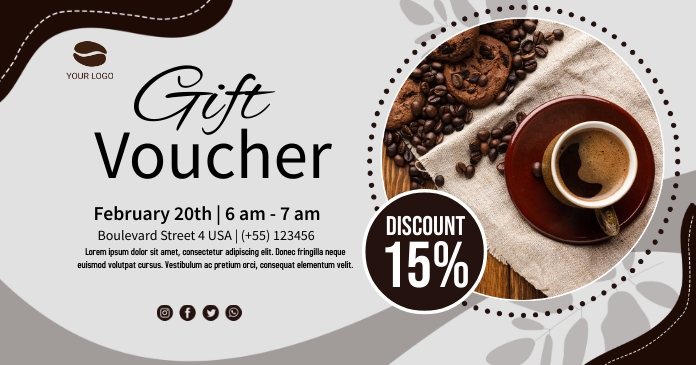 YOUR LOGO
Gift
Voucher
February 20th | 6 am - 7 am
Boulevard Street 4 USA | (+55) 123456
Lorem ipsum dolor sit amet, consectetur adipiscing elit. Donec fringilla neque
euismod volutpat cursus. Vestibulum ac pretium orci, consequat elementum velit.
DISCOUNT
15%